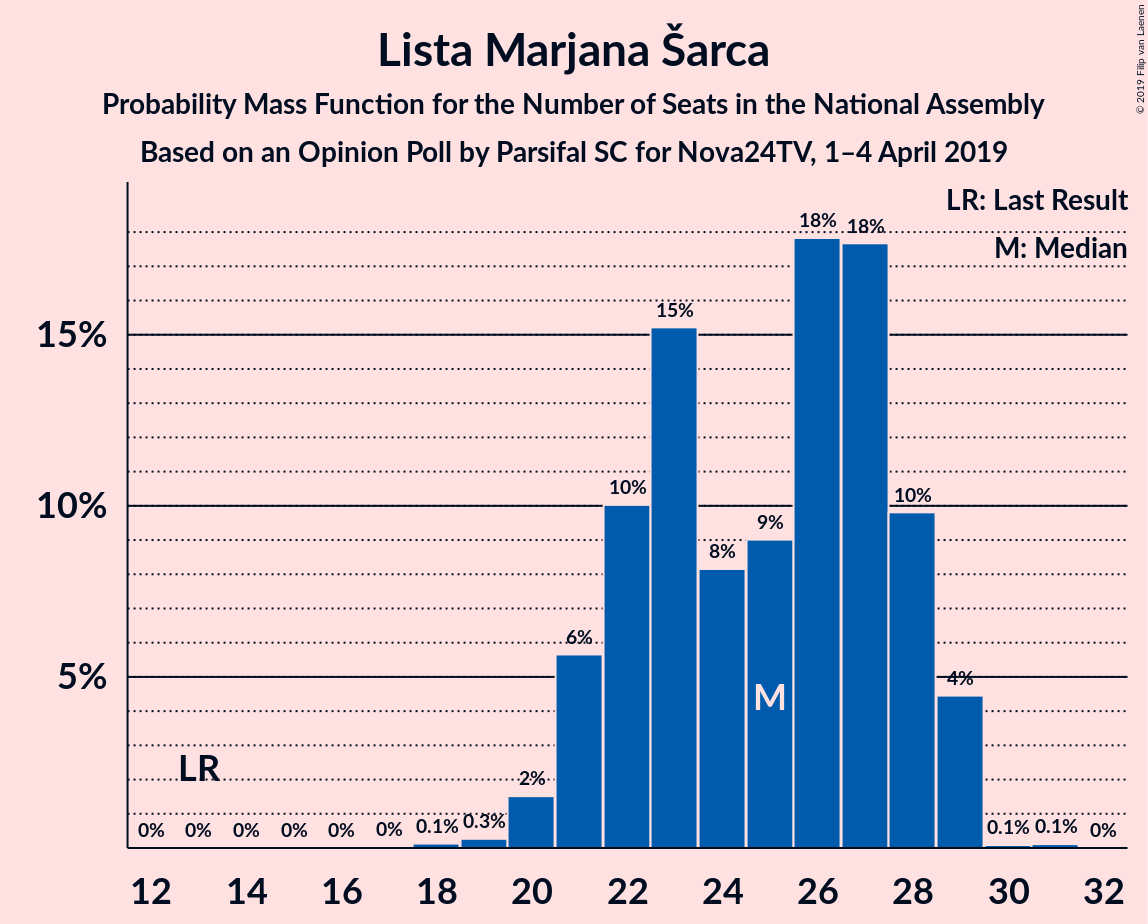 Lista Marjana Šarca
Probability Mass Function for the Number of Seats in the National Assembly
Based on an Opinion Poll by Parsifal SC for Nova24TV, 1–4 April 2019
© 2019 Filip van Laenen
LR: Last Result
M: Median
15%
10%
5%
0%
0%
0%
0%
0%
0%
0.1%
0.3%
2%
6%
10%
15%
8%
9%
18%
18%
10%
4%
0.1%
0.1%
0%
LR
M
12 14 16 18 20 22 24 26 28 30 32